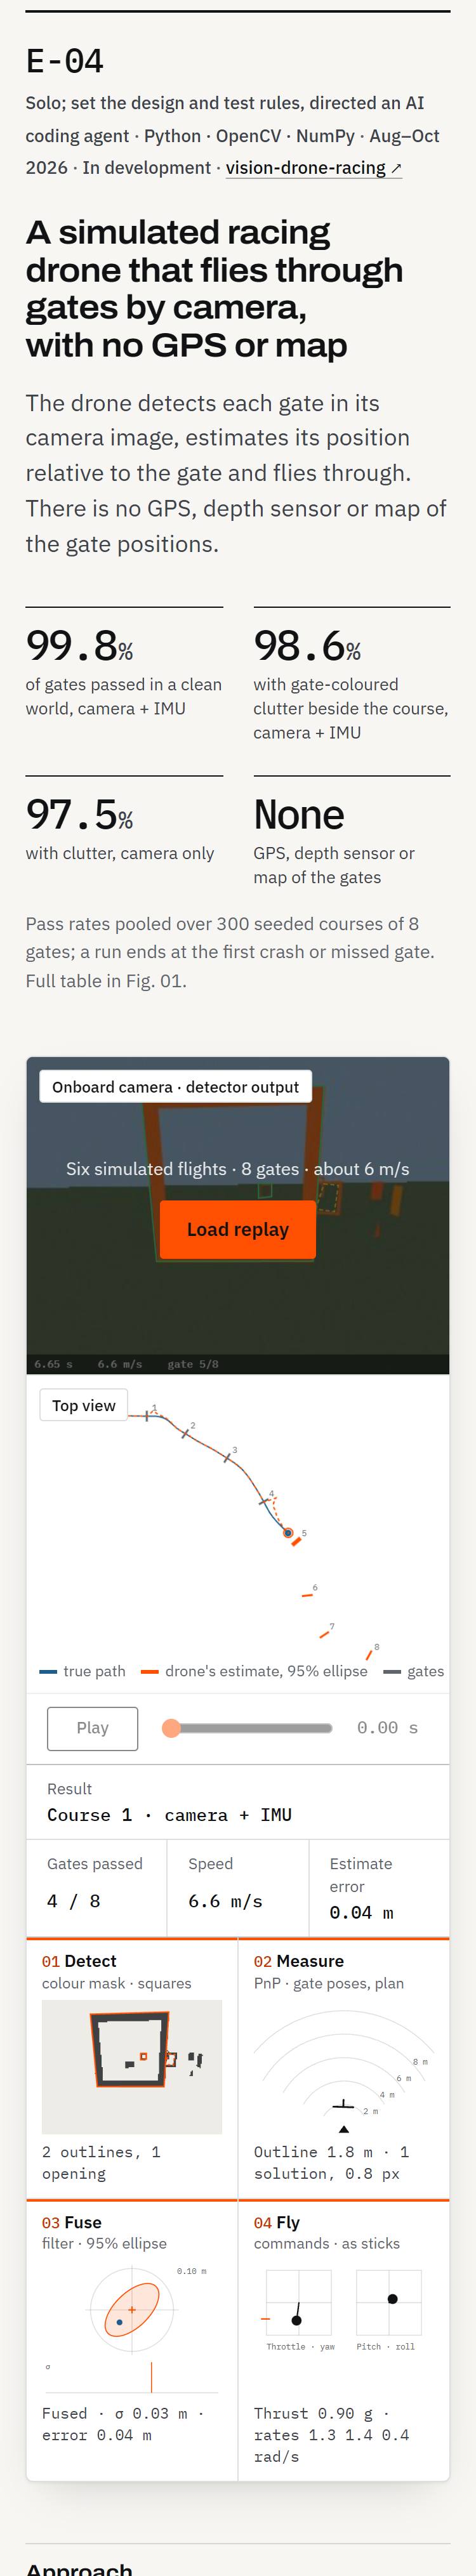 E-04
Solo; set the design and test rules, directed an AI
coding agent · Python · OpenCV · NumPy · Aug–Oct
2026 · In development · vision-drone-racing ↗
A simulated racing
drone that flies through
gates by camera,
with no GPS or map
The drone detects each gate in its
camera image, estimates its position
relative to the gate and flies through.
There is no GPS, depth sensor or map of
the gate positions.
99.8%
of gates passed in a clean
world, camera + IMU
98.6%
with gate-coloured
clutter beside the course,
camera + IMU
97.5%
with clutter, camera only
None
GPS, depth sensor or
map of the gates
Pass rates pooled over 300 seeded courses of 8
gates; a run ends at the first crash or missed gate.
Full table in Fig. 01.
Onboard camera · detector output
Six simulated flights · 8 gates · about 6 m/s
Load replay
6.65 s 6.6 m/s gate 5/8
Top view
1
2
3
4
5
6
7
8
true path drone's estimate, 95% ellipse gates
Play 0.00 s
Result
Course 1 · camera + IMU
Gates passed
4 / 8
Speed
6.6 m/s
Estimate
error
0.04 m
01 Detect
colour mask · squares
2 outlines, 1
opening
02 Measure
PnP · gate poses, plan
8 m
6 m
4 m
2 m
Outline 1.8 m · 1
solution, 0.8 px
03 Fuse
filter · 95% ellipse
0.10 m
σ
Fused · σ 0.03 m ·
error 0.04 m
04 Fly
commands · as sticks
Throttle · yaw Pitch · roll
Thrust 0.90 g ·
rates 1.3 1.4 0.4
rad/s
Approach